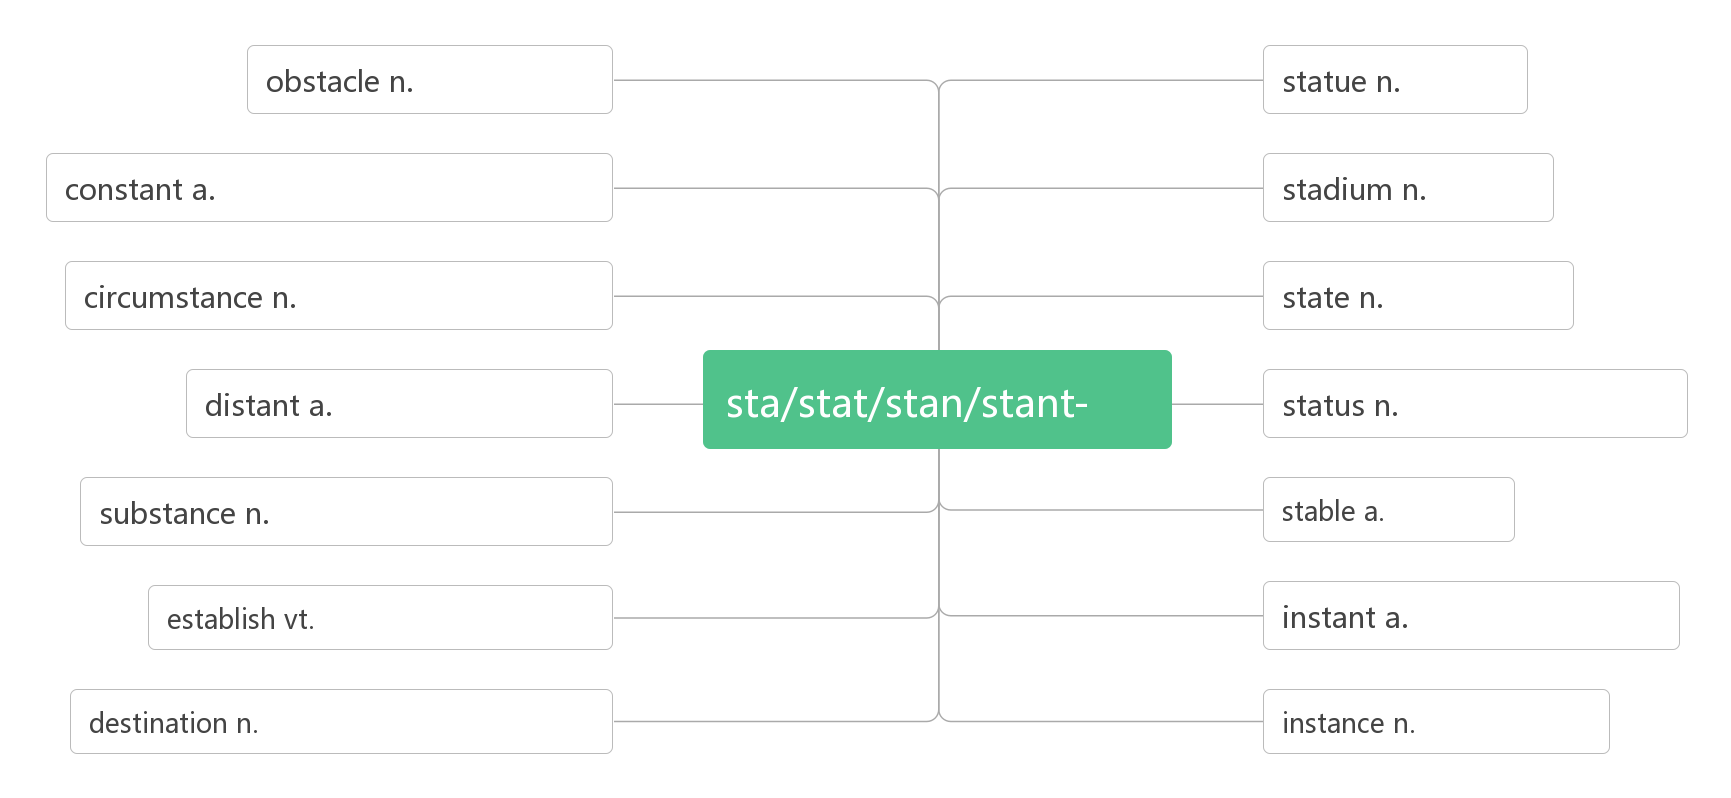 obstacle n.
constant a.
circumstance n.
distant a.
substance n.
establish vt.
destination n.
sta/stat/stan/stant-
statue n.
stadium n.
state n.
status n.
stable a.
instant a.
instance n.